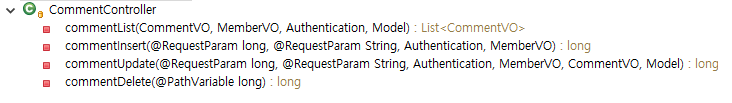 CommentController
commentList(CommentVO, MemberVO, Authentication, Model) : List<CommentVO>
commentInsert(@RequestParam long, @RequestParam String, Authentication, MemberVO) : long
commentUpdate(@RequestParam long, @RequestParam String, Authentication, MemberVO, CommentVO, Model) : long
commentDelete(@PathVariable long) : long